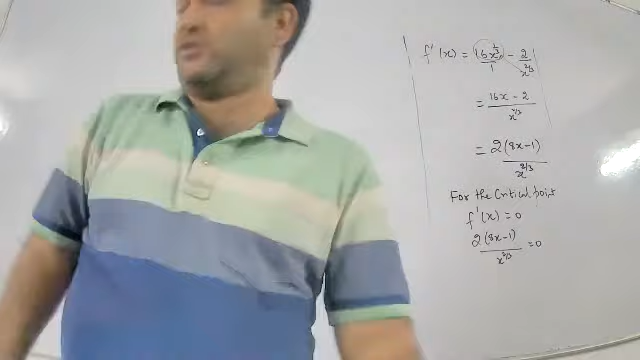 f'(x) = 16x^{1/3}/1 - 2/x^{2/3}
= 16x - 2/x^{2/3}
= 2(8x-1)/x^{2/3}
For the Critical point
f'(x) = 0
2(8x-1)/x^{2/3} = 0